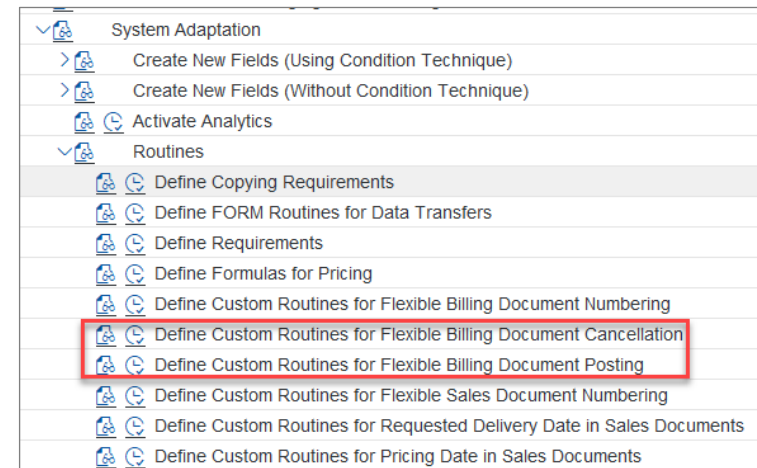 System Adaptation
Create New Fields (Using Condition Technique)
Create New Fields (Without Condition Technique)
Activate Analytics
Routines
Define Copying Requirements
Define FORM Routines for Data Transfers
Define Requirements
Define Formulas for Pricing
Define Custom Routines for Flexible Billing Document Numbering
Define Custom Routines for Flexible Billing Document Cancellation
Define Custom Routines for Flexible Billing Document Posting
Define Custom Routines for Flexible Sales Document Numbering
Define Custom Routines for Requested Delivery Date in Sales Documents
Define Custom Routines for Pricing Date in Sales Documents